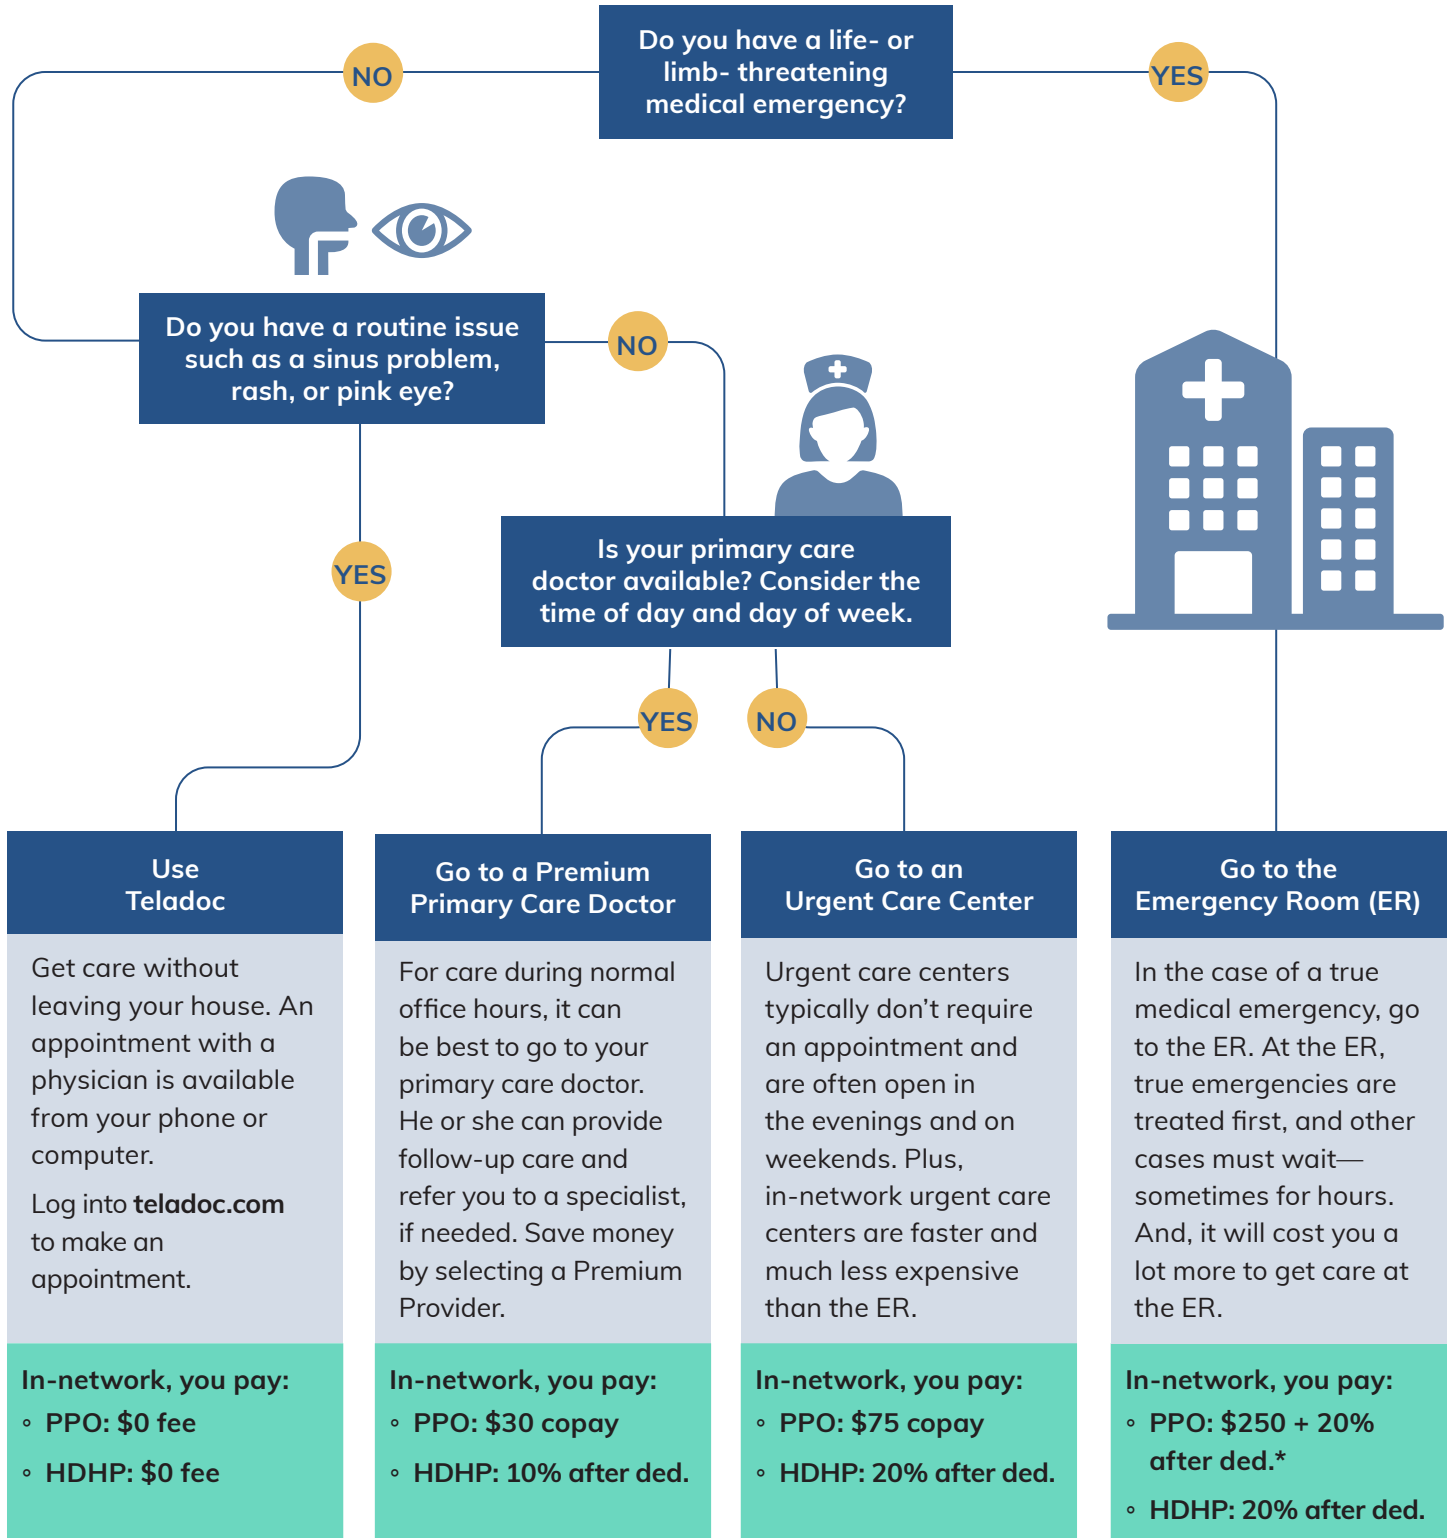 Do you have a life- or
limb- threatening
medical emergency?
NO
YES
Do you have a routine issue
such as a sinus problem,
rash, or pink eye?
NO
YES
Is your primary care
doctor available? Consider the
time of day and day of week.
YES
NO
Use
Teladoc
Get care without
leaving your house. An
appointment with a
physician is available
from your phone or
computer.
Log into teladoc.com
to make an
appointment.
In-network, you pay:
◦ PPO: $0 fee
◦ HDHP: $0 fee
Go to a Premium
Primary Care Doctor
For care during normal
office hours, it can
be best to go to your
primary care doctor.
He or she can provide
follow-up care and
refer you to a specialist,
if needed. Save money
by selecting a Premium
Provider.
In-network, you pay:
◦ PPO: $30 copay
◦ HDHP: 10% after ded.
Go to an
Urgent Care Center
Urgent care centers
typically don’t require
an appointment and
are often open in
the evenings and on
weekends. Plus,
in-network urgent care
centers are faster and
much less expensive
than the ER.
In-network, you pay:
◦ PPO: $75 copay
◦ HDHP: 20% after ded.
Go to the
Emergency Room (ER)
In the case of a true
medical emergency, go
to the ER. At the ER,
true emergencies are
treated first, and other
cases must wait—
sometimes for hours.
And, it will cost you a
lot more to get care at
the ER.
In-network, you pay:
◦ PPO: $250 + 20%
after ded.*
◦ HDHP: 20% after ded.